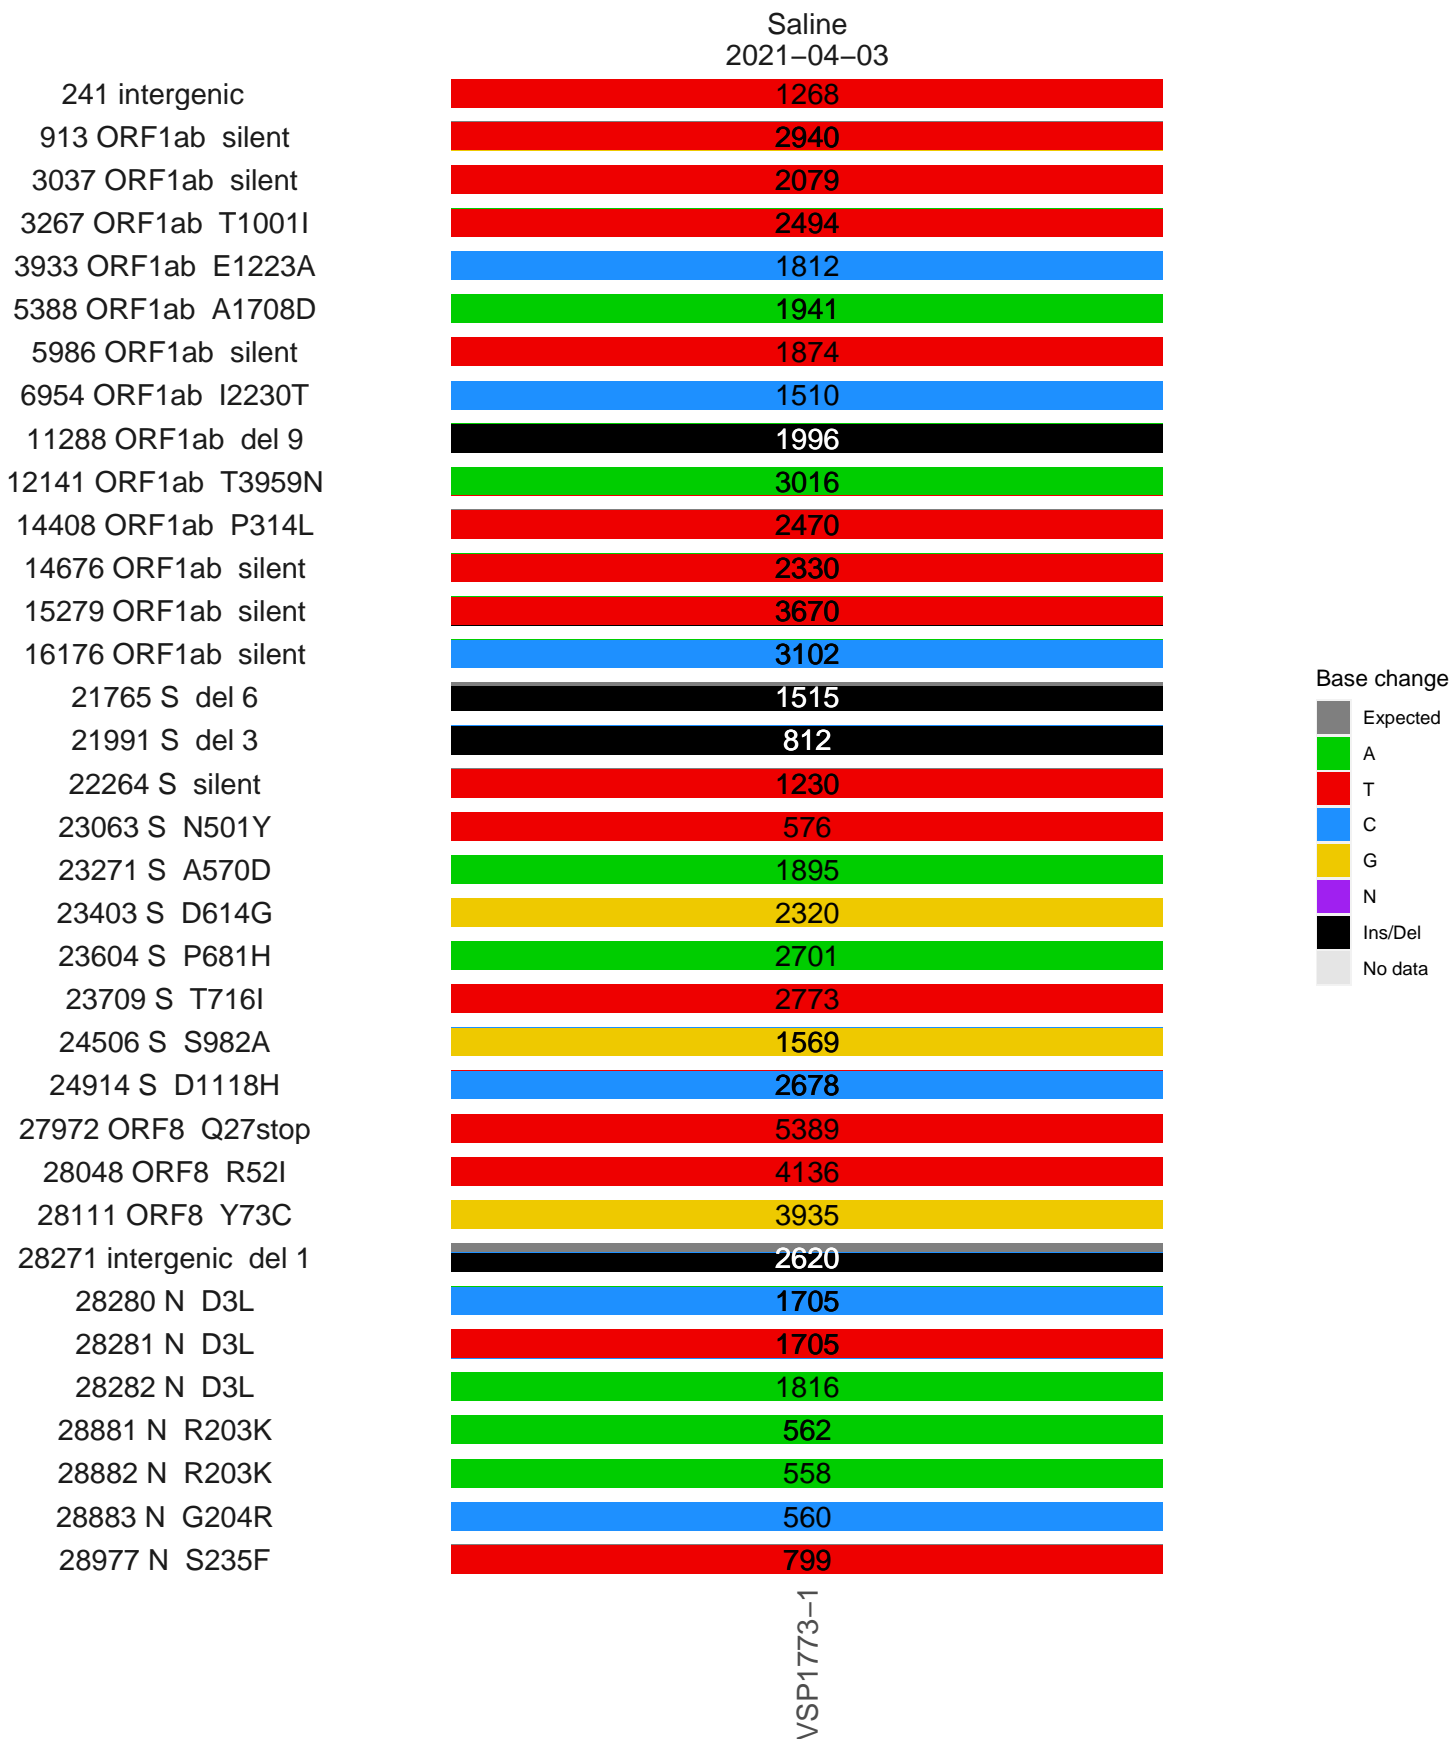 Saline
2021−04−03
241 intergenic 1268
913 ORF1ab silent 2940
3037 ORF1ab silent 2079
3267 ORF1ab T1001I 2494
3933 ORF1ab E1223A 1812
5388 ORF1ab A1708D 1941
5986 ORF1ab silent 1874
6954 ORF1ab I2230T 1510
11288 ORF1ab del 9 1996
12141 ORF1ab T3959N 3016
14408 ORF1ab P314L 2470
14676 ORF1ab silent 2330
15279 ORF1ab silent 3670
16176 ORF1ab silent 3102
21765 S del 6 1515
21991 S del 3 812
22264 S silent 1230
23063 S N501Y 576
23271 S A570D 1895
23403 S D614G 2320
23604 S P681H 2701
23709 S T716I 2773
24506 S S982A 1569
24914 S D1118H 2678
27972 ORF8 Q27stop 5389
28048 ORF8 R52I 4136
28111 ORF8 Y73C 3935
28271 intergenic del 1 2620
28280 N D3L 1705
28281 N D3L 1705
28282 N D3L 1816
28881 N R203K 562
28882 N R203K 558
28883 N G204R 560
28977 N S235F 799
VSP1773−1
Base change
Expected
A
T
C
G
N
Ins/Del
No data